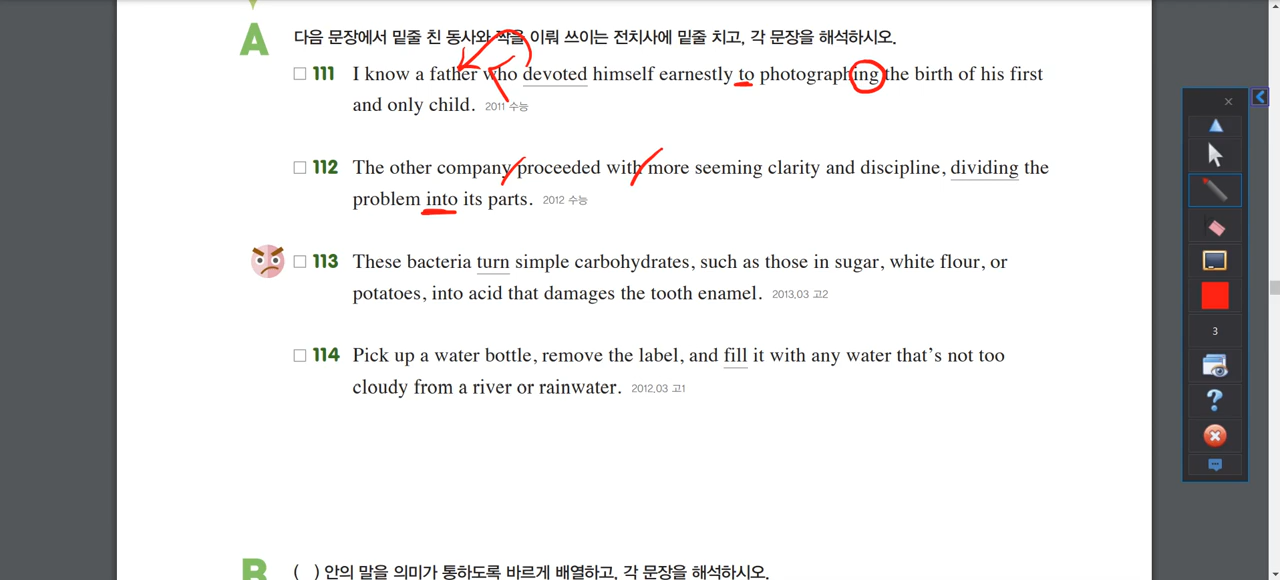 A 다음 문장에서 밑줄 친 동사와 짝을 이뤄 쓰이는 전치사에 밑줄 치고, 각 문장을 해석하시오.
111 I know a father who devoted himself earnestly to photographing the birth of his first
and only child. 2011 수능
112 The other company proceeded with more seeming clarity and discipline, dividing the
problem into its parts. 2012 수능
113 These bacteria turn simple carbohydrates, such as those in sugar, white flour, or
potatoes, into acid that damages the tooth enamel. 2013.03 고2
114 Pick up a water bottle, remove the label, and fill it with any water that's not too
cloudy from a river or rainwater. 2012.03 고1
3
B ( ) 안의 말을 의미가 통하도록 바르게 배열하고, 각 문장을 해석하시오.